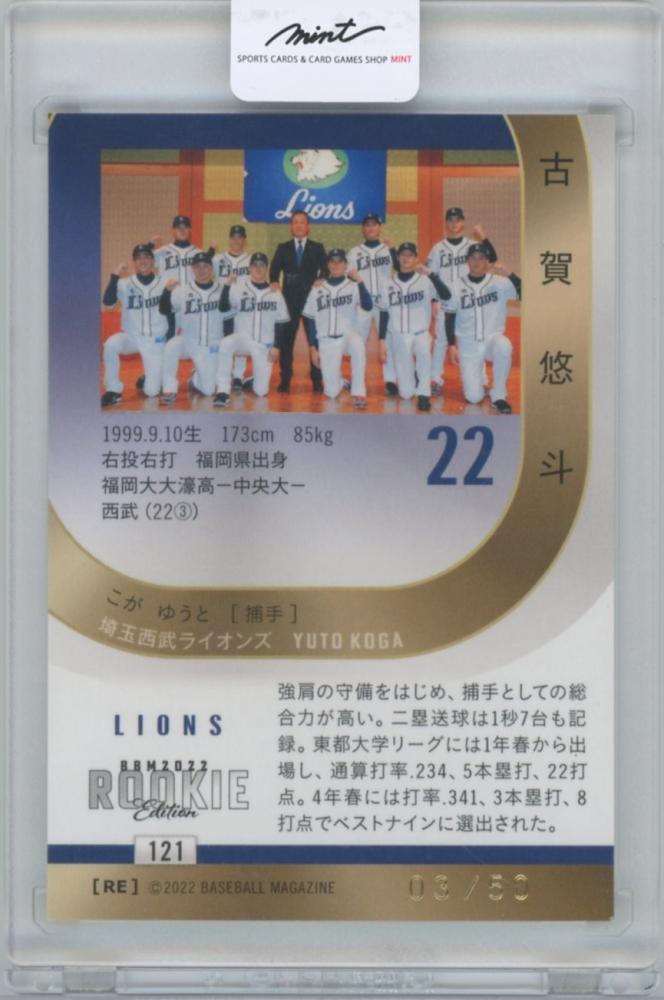 mint
SPORTS CARDS & CARD GAMES SHOP MINT
Lions
古賀悠斗
1999.9.10生 173cm 85kg
右投右打 福岡県出身
福岡大大濠高ー中央大ー
西武(22③)
22
こが ゆうと [捕手]
埼玉西武ライオンズ YUTO KOGA
LIONS
BBM2022
ROOKIE
Edition
強肩の守備をはじめ、捕手としての総
合力が高い。二塁送球は1秒7台も記
録。東都大学リーグには1年春から出
場し、通算打率.234、5本塁打、22打
点。4年春には打率.341、3本塁打、8
打点でベストナインに選出された。
121
[RE] ©2022 BASEBALL MAGAZINE
03/50